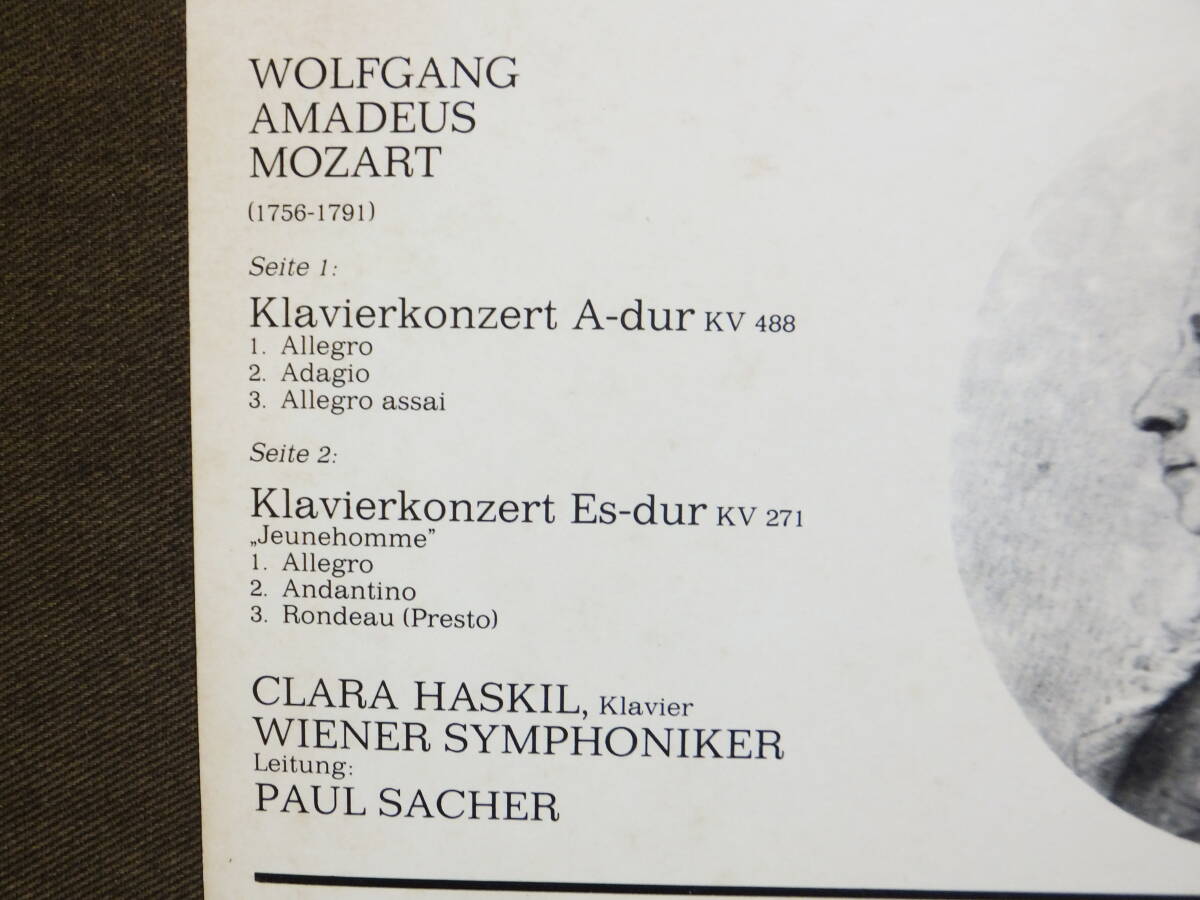 WOLFGANG
AMADEUS
MOZART
(1756-1791)
Seite 1:
Klavierkonzert A-dur KV 488
1. Allegro
2. Adagio
3. Allegro assai
Seite 2:
Klavierkonzert Es-dur KV 271
„Jeunehomme”
1. Allegro
2. Andantino
3. Rondeau (Presto)
CLARA HASKIL, Klavier
WIENER SYMPHONIKER
Leitung:
PAUL SACHER